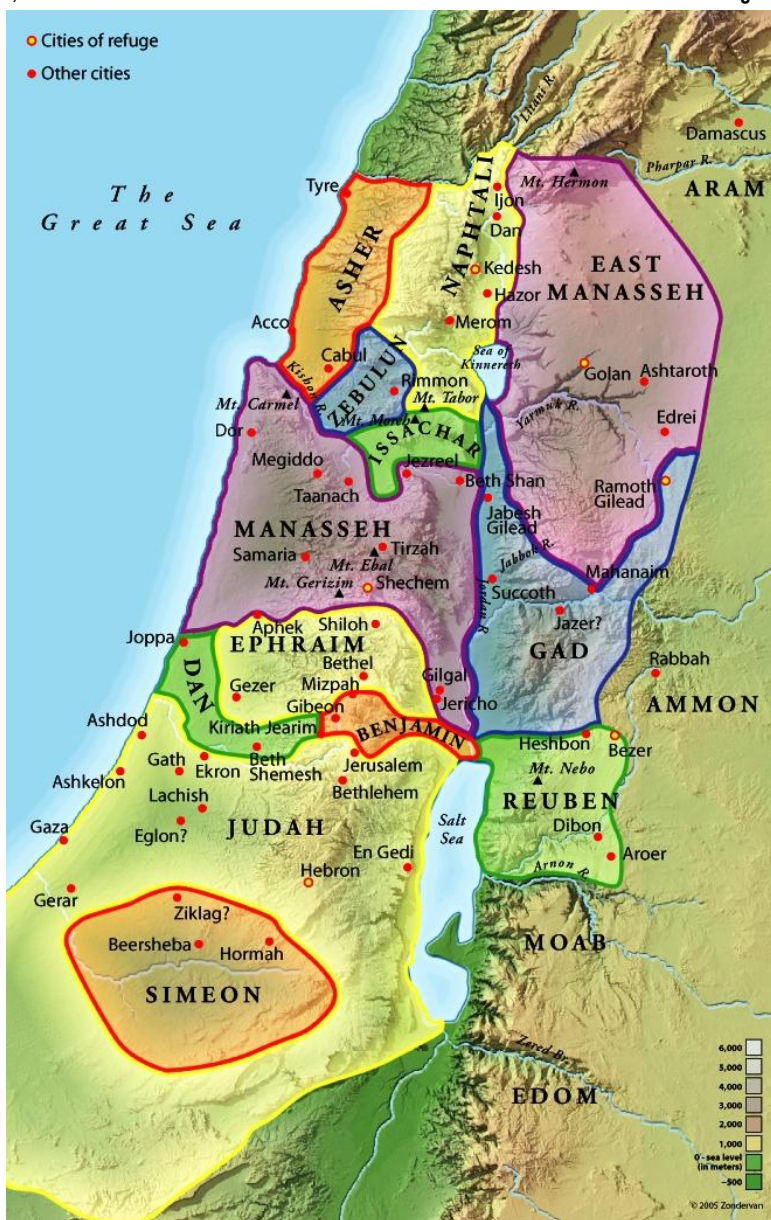 Cities of refuge
Other cities
The
Great Sea
Litani R.
Damascus
Pharpar R.
ARAM
Mt. Hermon
Tyre
Ijon
Dan
NAPHTALI
ASHER
Kedesh
EAST
MANASSEH
Hazor
Acco
Merom
Cabul
Sea of
Kinnereth
Golan
Ashtaroth
Kishon R.
ZEBULUN
Rimmon
Mt. Tabor
Mt. Carmel
Mt. Moreh
Yarmuk R.
Dor
ISSACHAR
Edrei
Megiddo
Jezreel
Taanach
Beth Shan
Ramoth
Gilead
Jabesh
Gilead
MANASSEH
Samaria
Tirzah
Mt. Ebal
Jabbok R.
Mt. Gerizim
Shechem
Succoth
Mahanaim
Jordan R.
Jazer?
Aphek
Shiloh
Joppa
EPHRAIM
GAD
Bethel
Rabbah
DAN
Mizpah
Gilgal
Gezer
Jericho
AMMON
Gibeon
BENJAMIN
Ashdod
Kiriath Jearim
Heshbon
Bezer
Gath
Ekron
Beth
Shemesh
Jerusalem
Mt. Nebo
Ashkelon
Bethlehem
Lachish
REUBEN
Eglon?
JUDAH
Salt
Sea
Gaza
Dibon
En Gedi
Aroer
Hebron
Arnon R.
Gerar
Ziklag?
Beersheba
Hormah
MOAB
SIMEON
Zered Br.
EDOM
6,000
5,000
4,000
3,000
2,000
1,000
0 - sea level
(in meters)
-500
© 2005 Zondervan